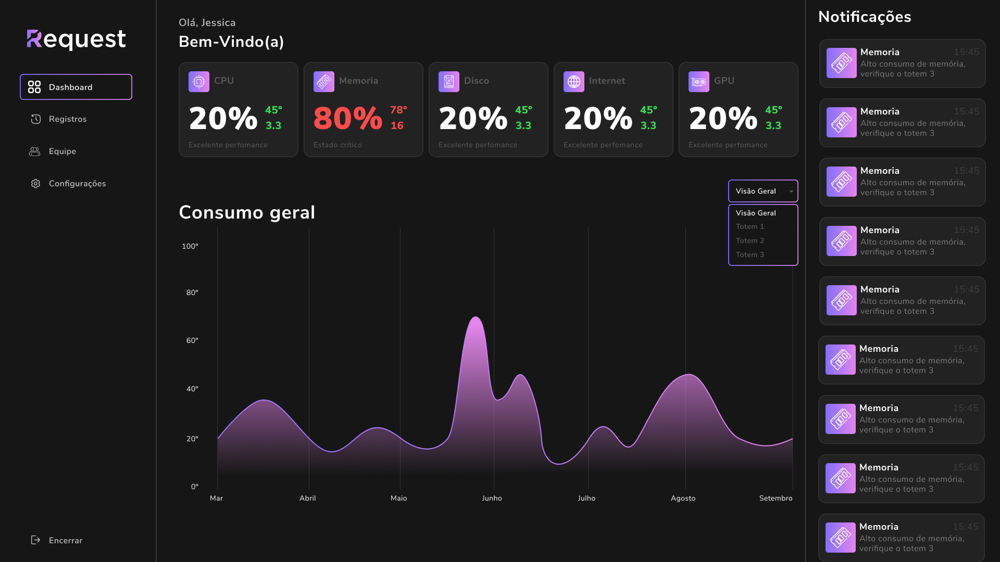 Request
Dashboard
Registros
Equipe
Configurações
Encerrar
Olá, Jessica
Bem-Vindo(a)
CPU
20% 45°
3.3
Excelente perfomance
Memoria
80% 78°
16
Estado crítico
Disco
20% 45°
3.3
Excelente perfomance
Internet
20% 45°
3.3
Excelente perfomance
GPU
20% 45°
3.3
Excelente perfomance
Visão Geral
Visão Geral
Totem 1
Totem 2
Totem 3
Consumo geral
100°
80°
60°
40°
20°
0°
Mar Abril Maio Junho Julho Agosto Setembro
Notificações
Memoria 15:45
Alto consumo de memória,
verifique o totem 3
Memoria 15:45
Alto consumo de memória,
verifique o totem 3
Memoria 15:45
Alto consumo de memória,
verifique o totem 3
Memoria 15:45
Alto consumo de memória,
verifique o totem 3
Memoria 15:45
Alto consumo de memória,
verifique o totem 3
Memoria 15:45
Alto consumo de memória,
verifique o totem 3
Memoria 15:45
Alto consumo de memória,
verifique o totem 3
Memoria 15:45
Alto consumo de memória,
verifique o totem 3
Memoria 15:45
Alto consumo de memória,
verifique o totem 3